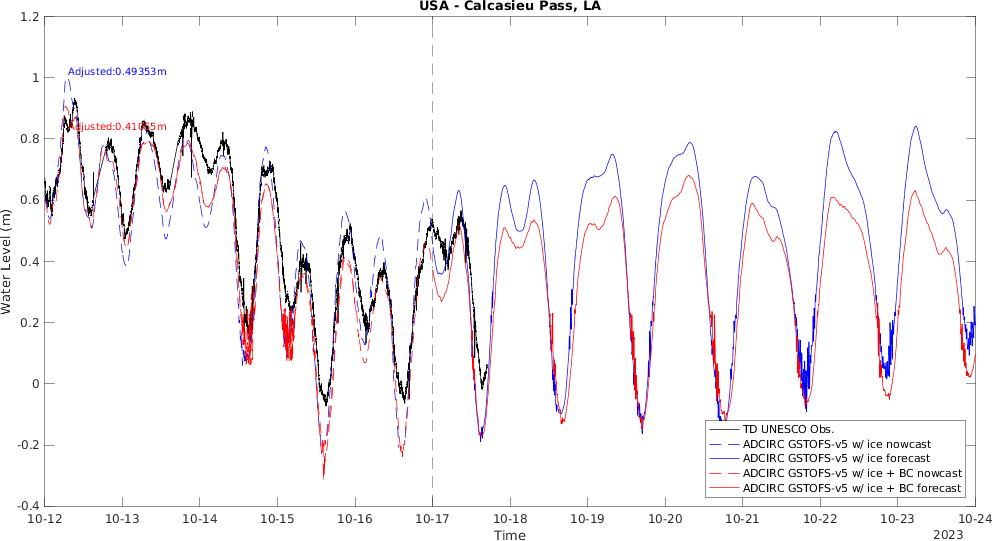 USA - Calcasieu Pass, LA
1.2
1
0.8
0.6
0.4
0.2
0
-0.2
-0.4
Water Level (m)
Adjusted:0.49353m
TD UNESCO Obs.
ADCIRC GSTOFS-v5 w/ ice nowcast
ADCIRC GSTOFS-v5 w/ ice forecast
ADCIRC GSTOFS-v5 w/ ice + BC nowcast
ADCIRC GSTOFS-v5 w/ ice + BC forecast
10-12 10-13 10-14 10-15 10-16 10-17 10-18 10-19 10-20 10-21 10-22 10-23 10-24
Time
2023